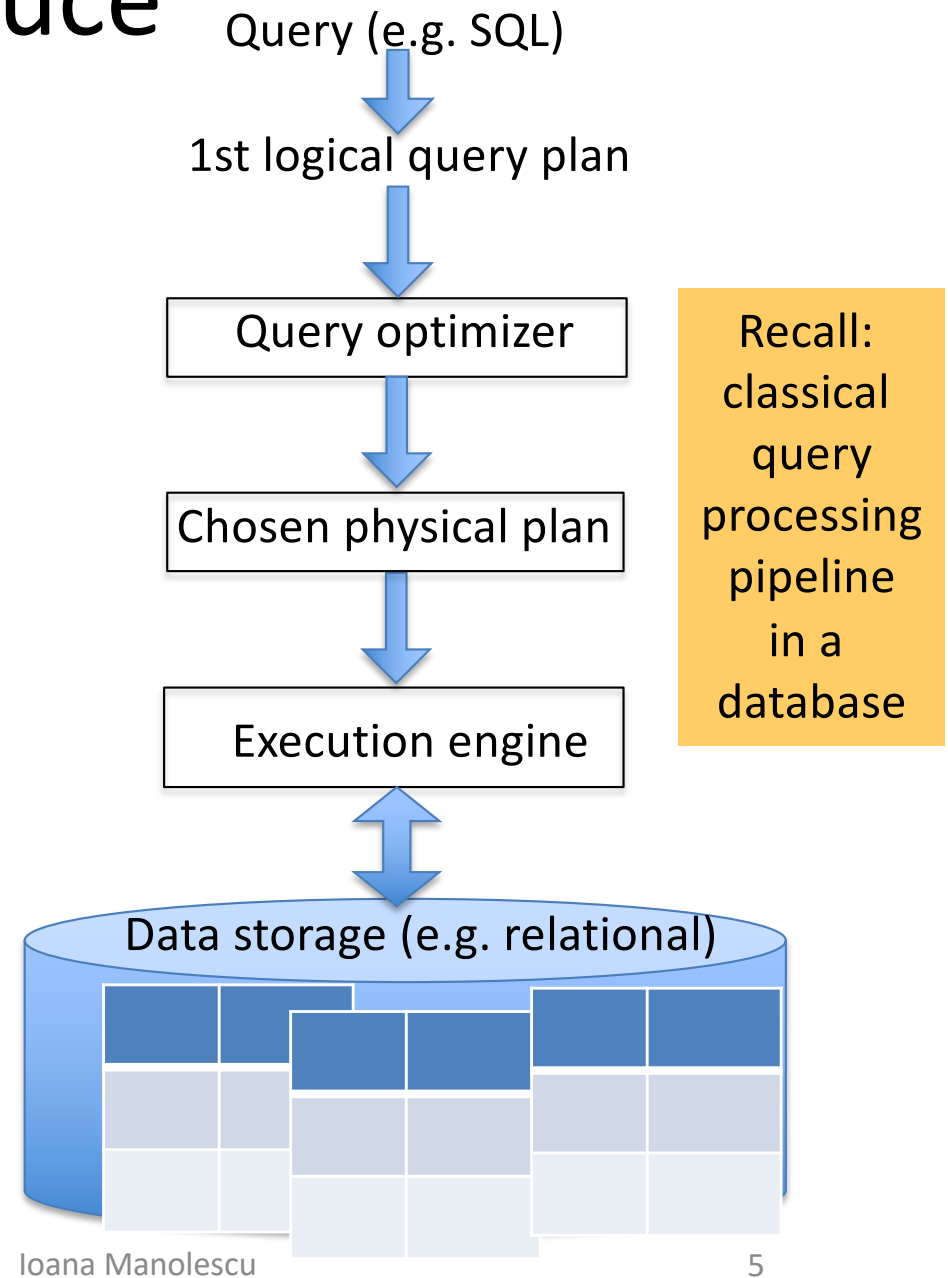 Query (e.g. SQL)
1st logical query plan
Query optimizer
Chosen physical plan
Execution engine
Data storage (e.g. relational)
Recall:
classical
query
processing
pipeline
in a
database
Ioana Manolescu
5